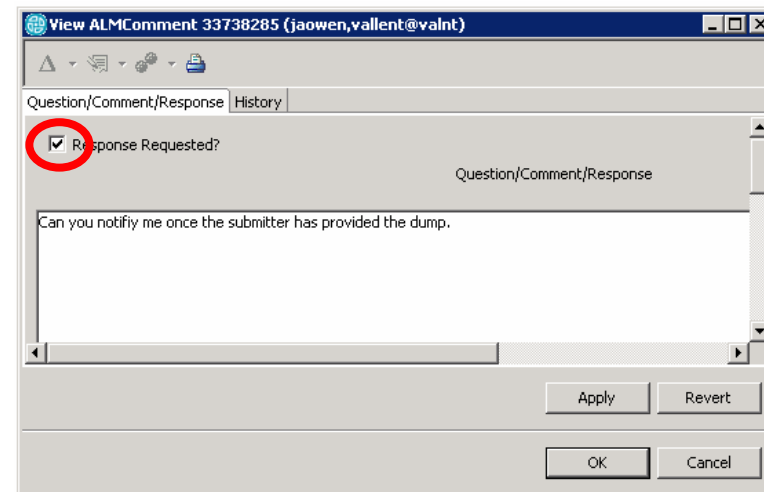 View ALMComment 33738285 (jaowen,vallent@valnt)
Question/Comment/Response History
Response Requested?
Question/Comment/Response
Can you notifiy me once the submitter has provided the dump.
Apply Revert
OK Cancel